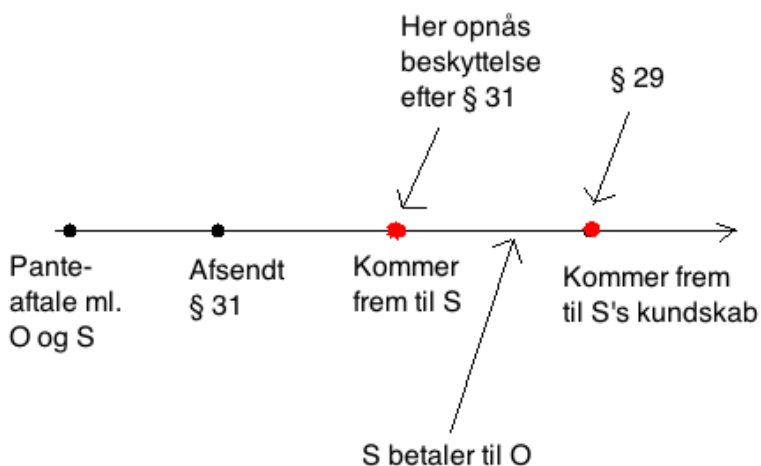 Her opnås
beskyttelse
efter § 31
§ 29
Pante-
aftale ml.
O og S
Afsendt
§ 31
Kommer
frem til S
Kommer frem
til S's kundskab
S betaler til O